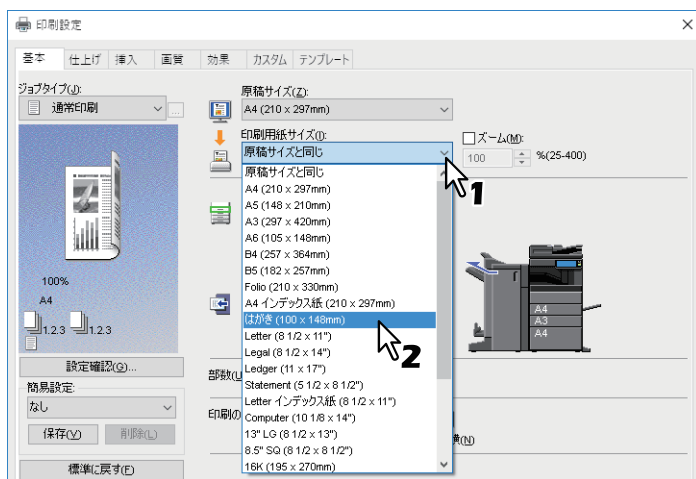 印刷設定
基本 仕上げ 挿入 画質 効果 カスタム テンプレート
ジョブタイプ(J):
通常印刷
...
100%
A4
1.2.3 1.2.3
設定確認(G)...
簡易設定:
なし
保存(V) 削除(L)
標準に戻す(F)
原稿サイズ(Z):
A4 (210 x 297mm)
印刷用紙サイズ(I):
原稿サイズと同じ
ズーム(M):
100 %(25-400)
原稿サイズと同じ
A4 (210 x 297mm)
A5 (148 x 210mm)
A3 (297 x 420mm)
A6 (105 x 148mm)
B4 (257 x 364mm)
B5 (182 x 257mm)
Folio (210 x 330mm)
A4 インデックス紙 (210 x 297mm)
はがき (100 x 148mm)
Letter (8 1/2 x 11")
Legal (8 1/2 x 14")
Ledger (11 x 17")
Statement (5 1/2 x 8 1/2")
Letter インデックス紙 (8 1/2 x 11")
Computer (10 1/8 x 14")
13" LG (8 1/2 x 13")
8.5" SQ (8 1/2 x 8 1/2")
16K (195 x 270mm)
1
2
A4
A3
A4
A4
部数(
印刷の
(N)